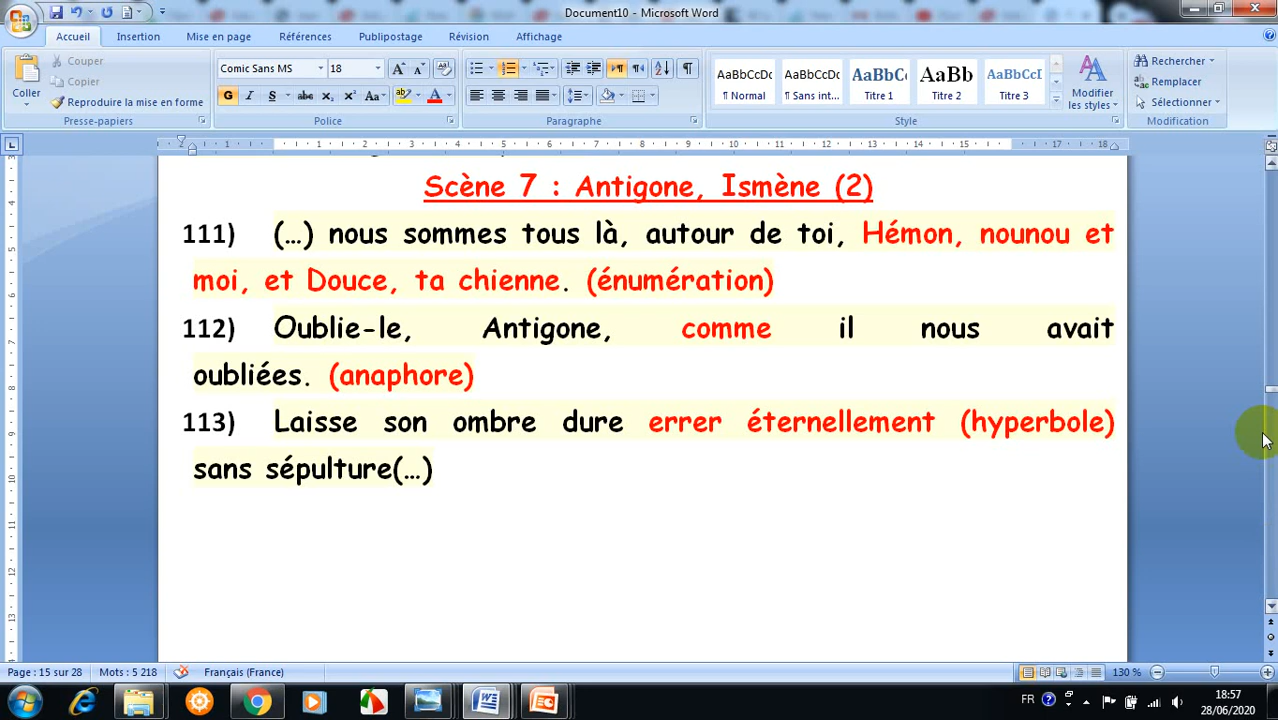 Document10 - Microsoft Word
Accueil Insertion Mise en page Références Publipostage Révision Affichage
Coller
Couper
Copier
Reproduire la mise en forme
Presse-papiers
Comic Sans MS 18
G I S abc X₂ X² Aa
Police
Paragraphe
AaBbCcDc AaBbCcDc AaBbC AaBb AaBbCcI
¶ Normal ¶ Sans int... Titre 1 Titre 2 Titre 3
Modifier les styles
Style
Rechercher
Remplacer
Sélectionner
Modification
Scène 7 : Antigone, Ismène (2)
111) (…) nous sommes tous là, autour de toi, Hémon, nounou et
moi, et Douce, ta chienne. (énumération)
112) Oublie-le, Antigone, comme il nous avait
oubliées. (anaphore)
113) Laisse son ombre dure errer éternellement (hyperbole)
sans sépulture(…)
Page : 15 sur 28 Mots : 5 218 Français (France) 130 %
FR 18:57
28/06/2020